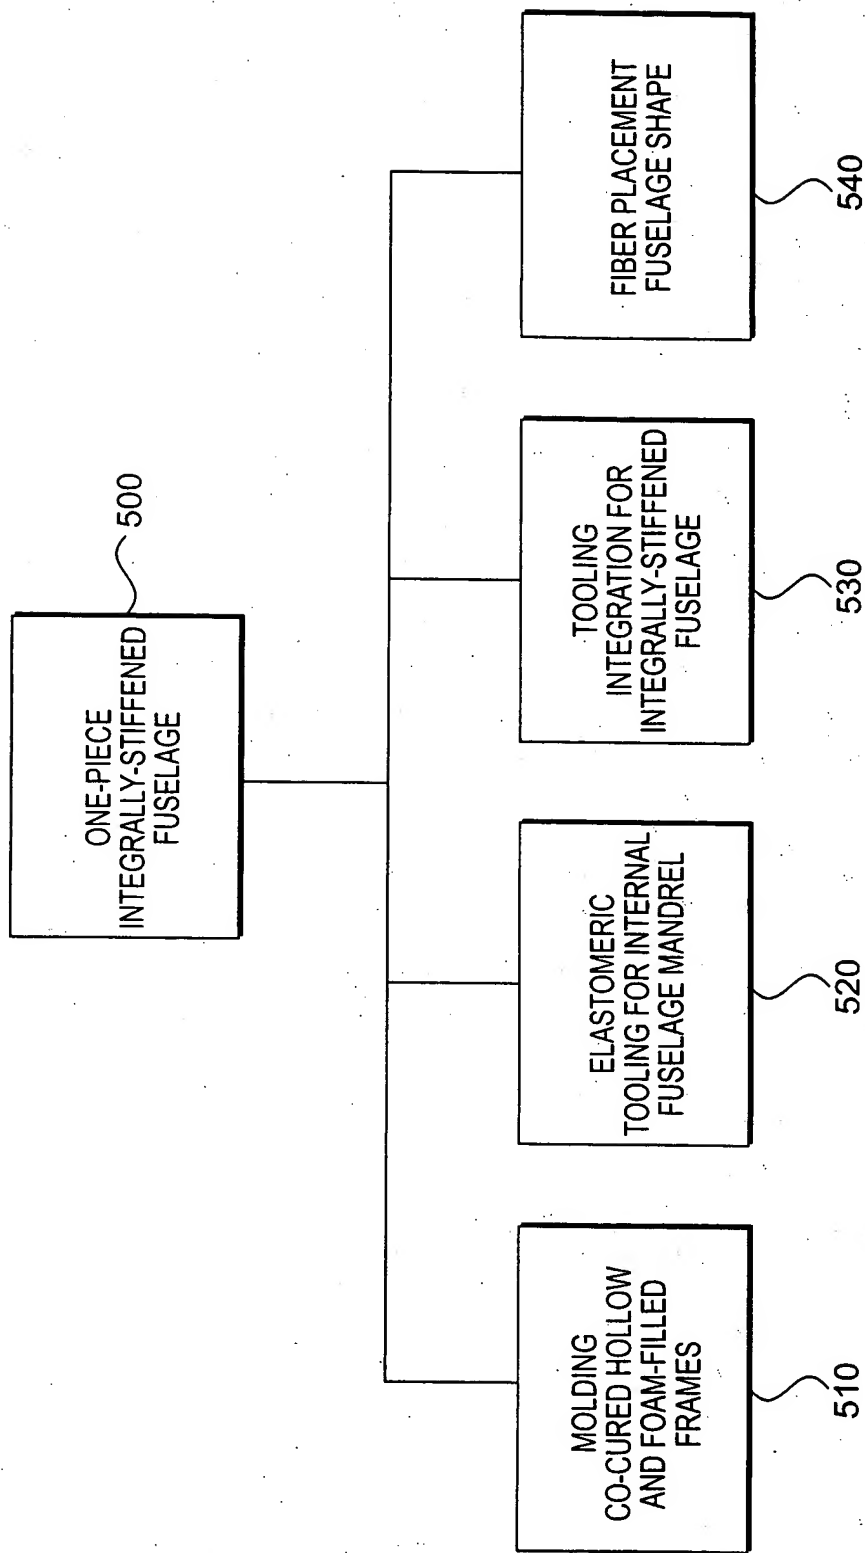 ONE-PIECE
INTEGRALLY-STIFFENED
FUSELAGE
500
MOLDING
CO-CURED HOLLOW
AND FOAM-FILLED
FRAMES
510
ELASTOMERIC
TOOLING FOR INTERNAL
FUSELAGE MANDREL
520
TOOLING
INTEGRATION FOR
INTEGRALLY-STIFFENED
FUSELAGE
530
FIBER PLACEMENT
FUSELAGE SHAPE
540